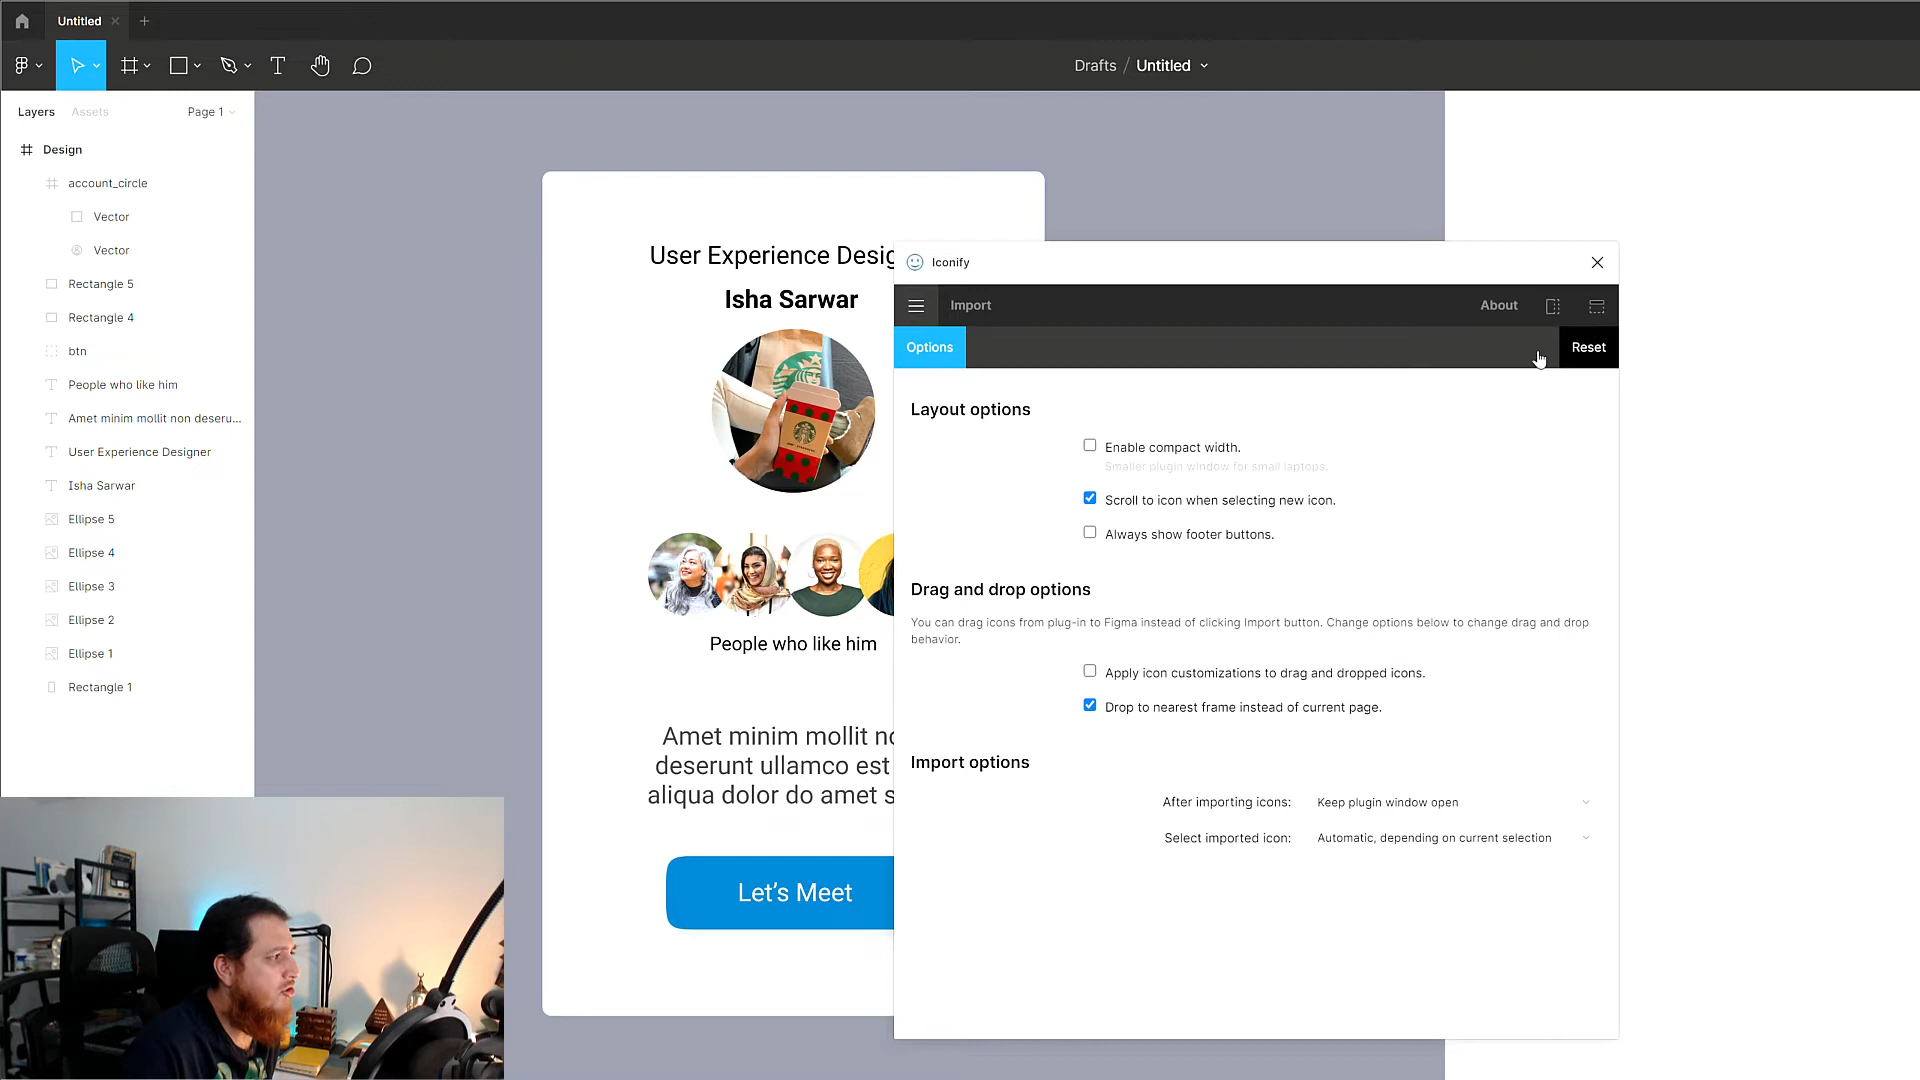 Untitled
Drafts / Untitled
Layers
Assets
Page 1
Design
account_circle
Vector
Vector
Rectangle 5
Rectangle 4
btn
People who like him
Amet minim mollit non deseru...
User Experience Designer
Isha Sarwar
Ellipse 5
Ellipse 4
Ellipse 3
Ellipse 2
Ellipse 1
Rectangle 1
User Experience Desig
Isha Sarwar
People who like him
Amet minim mollit no
deserunt ullamco est
aliqua dolor do amet s
Let's Meet
Iconify
Import
About
Options
Reset
Layout options
Enable compact width.
Smaller plugin window for small laptops.
Scroll to icon when selecting new icon.
Always show footer buttons.
Drag and drop options
You can drag icons from plug-in to Figma instead of clicking Import button. Change options below to change drag and drop
behavior.
Apply icon customizations to drag and dropped icons.
Drop to nearest frame instead of current page.
Import options
After importing icons: Keep plugin window open
Select imported icon: Automatic, depending on current selection